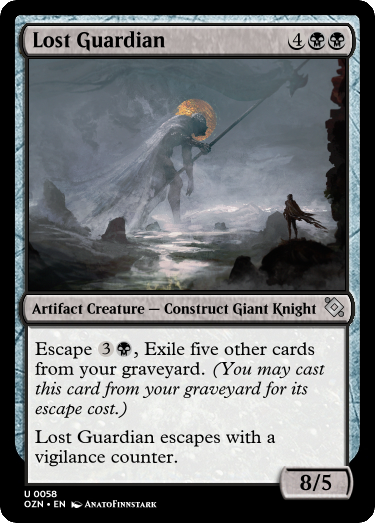 Lost Guardian 4
Artifact Creature — Construct Giant Knight
Escape 3, Exile five other cards
from your graveyard. (You may cast
this card from your graveyard for its
escape cost.)
Lost Guardian escapes with a
vigilance counter.
8/5
U 0058
OZN • EN AnatoFinnstark